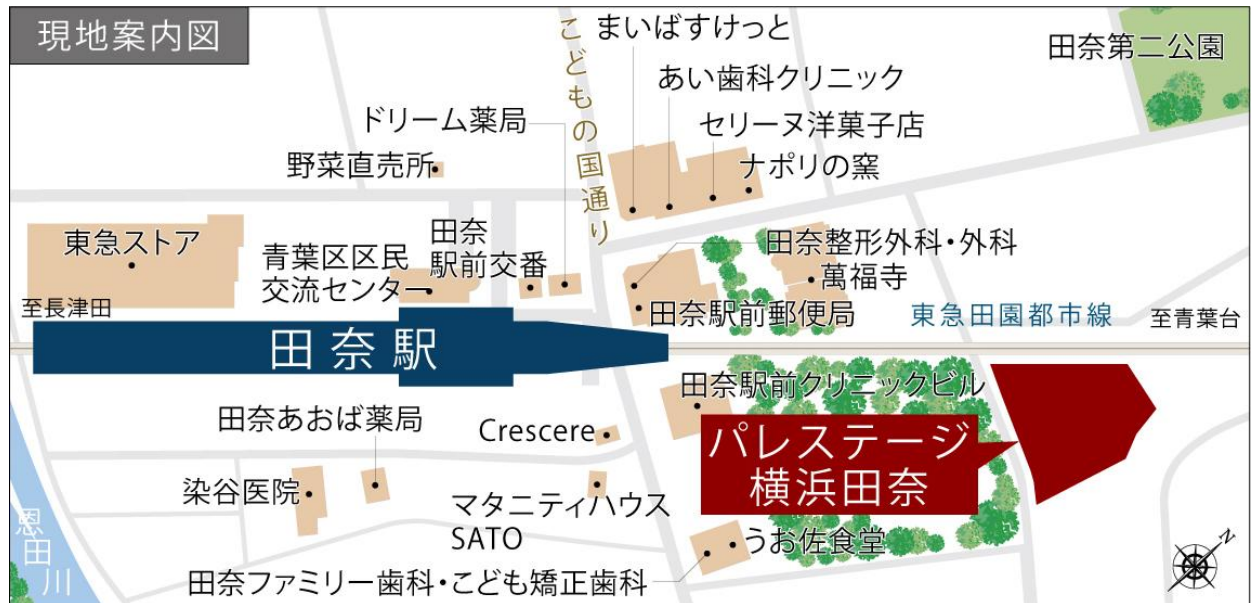 現地案内図
まいばすけっと
こどもの国通り
あい歯科クリニック
田奈第二公園
ドリーム薬局
セリーヌ洋菓子店
野菜直売所
ナポリの窯
東急ストア
田奈
駅前交番
青葉区区民
交流センター
田奈整形外科・外科
萬福寺
至長津田
田奈駅前郵便局
東急田園都市線
至青葉台
田奈駅
田奈駅前クリニックビル
田奈あおば薬局
Crescere
パレステージ
横浜田奈
染谷医院
マタニティハウス
SATO
恩田川
うお佐食堂
田奈ファミリー歯科・こども矯正歯科
N